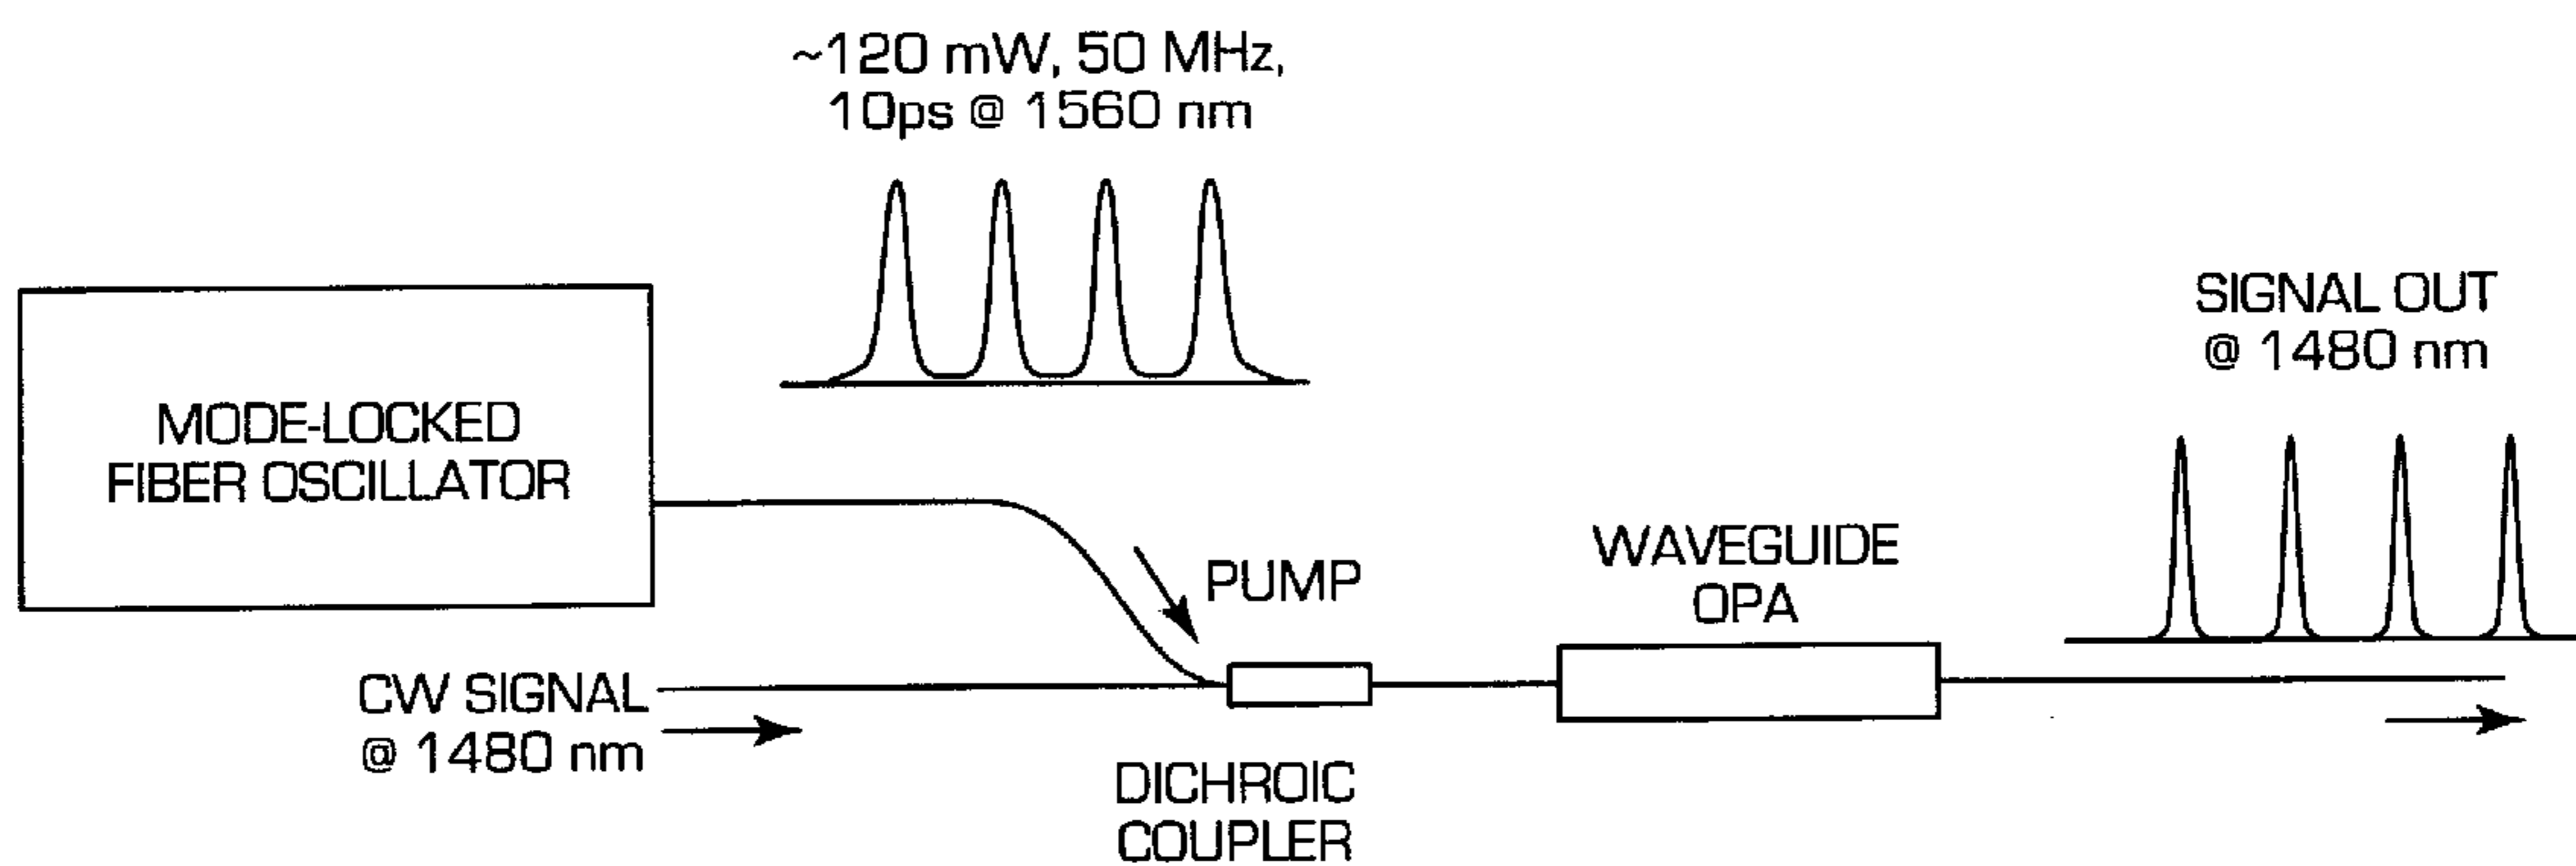 ~120 mW, 50 MHz,
10ps @ 1560 nm
MODE-LOCKED
FIBER OSCILLATOR
SIGNAL OUT
@ 1480 nm
PUMP
WAVEGUIDE
OPA
CW SIGNAL
@ 1480 nm
DICHROIC
COUPLER